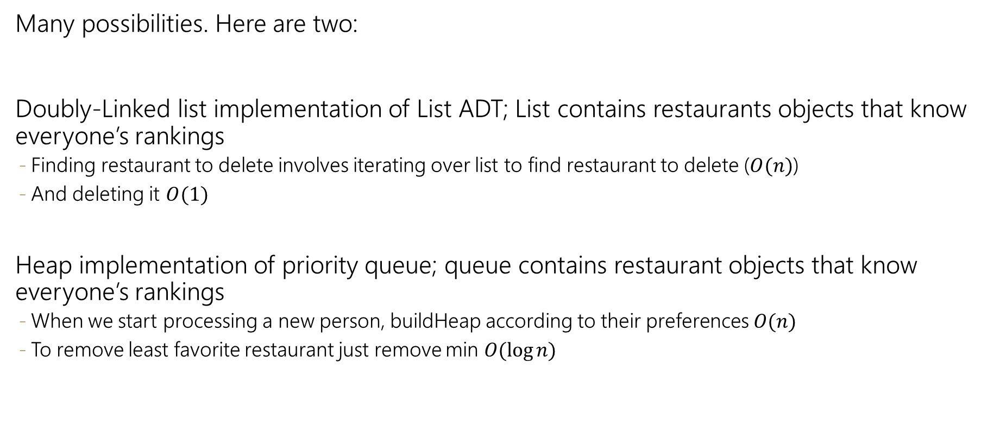 Many possibilities. Here are two:
Doubly-Linked list implementation of List ADT; List contains restaurants objects that know
everyone’s rankings
- Finding restaurant to delete involves iterating over list to find restaurant to delete (O(n))
- And deleting it O(1)
Heap implementation of priority queue; queue contains restaurant objects that know
everyone’s rankings
- When we start processing a new person, buildHeap according to their preferences O(n)
- To remove least favorite restaurant just remove min O(log n)